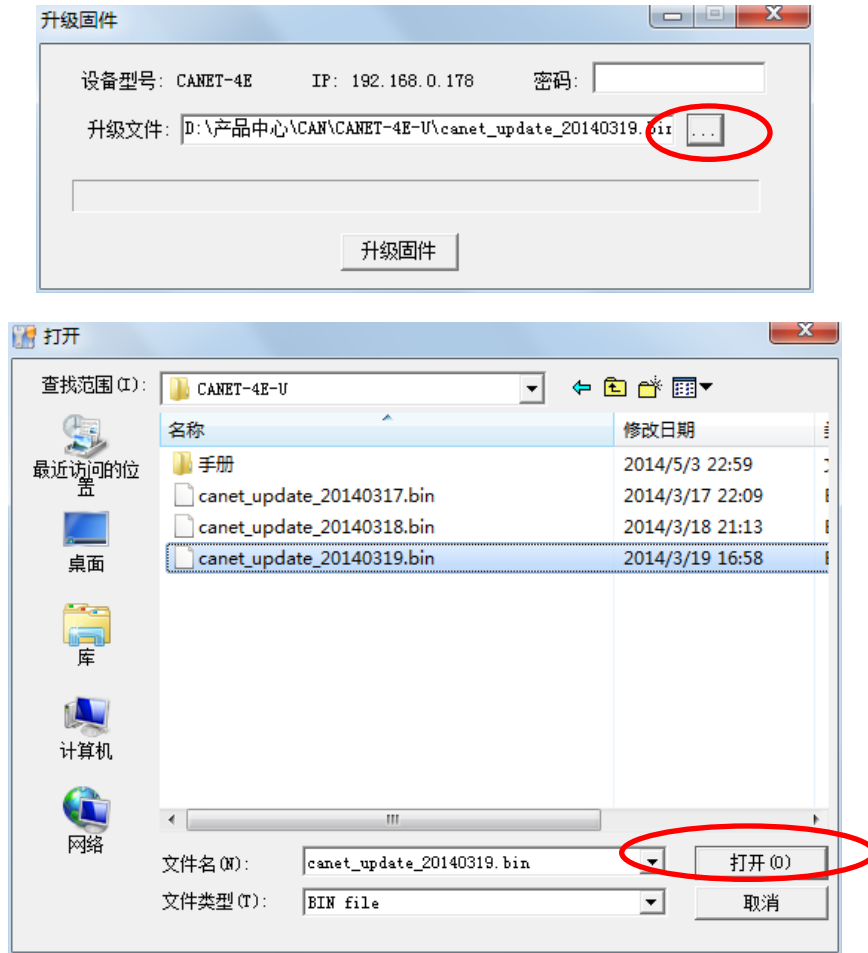 升级固件
设备型号: CANET-4E IP: 192.168.0.178 密码:
升级文件: D:\产品中心\CAN\CANET-4E-U\canet_update_20140319.bin ...
升级固件
打开
查找范围(I): CANET-4E-U
名称 修改日期
最近访问的位置
桌面
库
计算机
网络
手册 2014/5/3 22:59
canet_update_20140317.bin 2014/3/17 22:09
canet_update_20140318.bin 2014/3/18 21:13
canet_update_20140319.bin 2014/3/19 16:58
文件名(N): canet_update_20140319.bin 打开(O)
文件类型(T): BIN file 取消